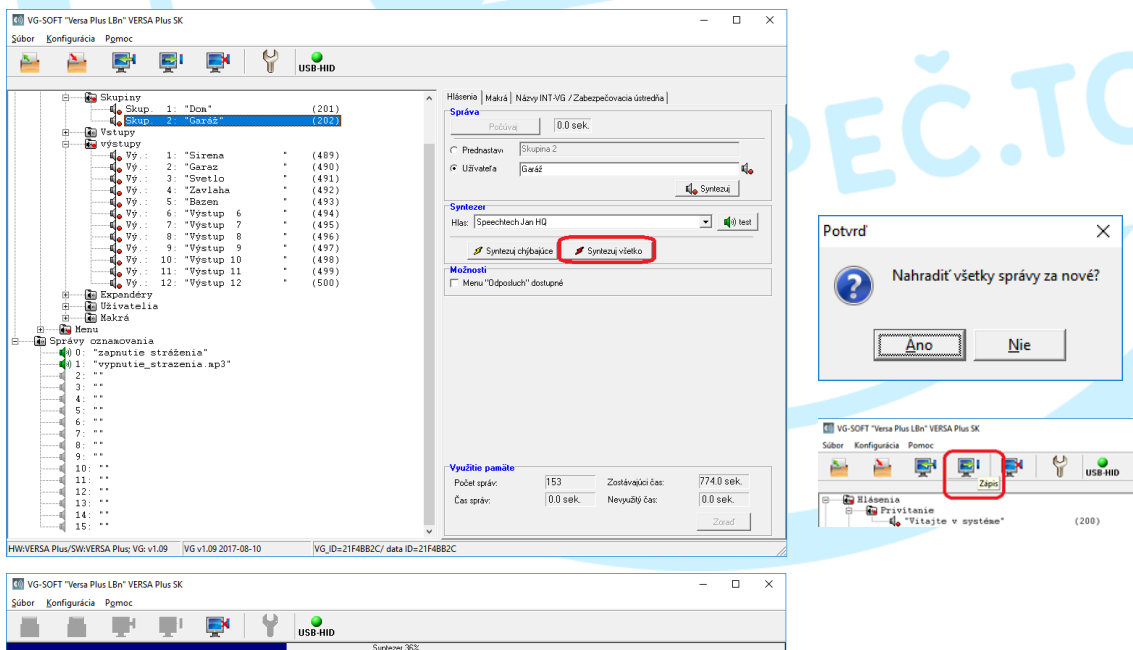 VG-SOFT "Versa Plus LBn" VERSA Plus SK
Súbor Konfigurácia Pomoc
USB-HID
Skupiny
Skup. 1: "Dom" (201)
Skup. 2: "Garáž" (202)
Vstupy
výstupy
Vý.: 1: "Sirena " (489)
Vý.: 2: "Garaz " (490)
Vý.: 3: "Svetlo " (491)
Vý.: 4: "Zavlaha " (492)
Vý.: 5: "Bazen " (493)
Vý.: 6: "Výstup 6 " (494)
Vý.: 7: "Výstup 7 " (495)
Vý.: 8: "Výstup 8 " (496)
Vý.: 9: "Výstup 9 " (497)
Vý.: 10: "Výstup 10 " (498)
Vý.: 11: "Výstup 11 " (499)
Vý.: 12: "Výstup 12 " (500)
Expandéry
Užívatelia
Makrá
Menu
Správy oznamovania
0: "zapnutie stráženia"
1: "vypnutie_strazenia.mp3"
2: ""
3: ""
4: ""
5: ""
6: ""
7: ""
8: ""
9: ""
10: ""
11: ""
12: ""
13: ""
14: ""
15: ""
Hlásenia Makrá Názvy INT-VG / Zabezpečovacia ústredňa
Správa
Počúvaj 0.0 sek.
Prednastavi Skupina 2
Užívateľa Garáž
Syntezuj
Syntezer
Hlas: Speechtech Jan HQ test
Syntezuj chýbajúce Syntezuj všetko
Možnosti
Menu "Odposluch" dostupné
Využitie pamäte
Počet správ: 153 Zostávajúci čas: 774.0 sek.
Čas správ: 0.0 sek. Nevyužitý čas: 0.0 sek.
Zoraď
HW:VERSA Plus/SW:VERSA Plus; VG: v1.09 VG v1.09 2017-08-10 VG_ID=21F4BB2C/ data ID=21F4BB2C
PEČ.TO
Potvrď
Nahradiť všetky správy za nové?
Áno Nie
VG-SOFT "Versa Plus LBn" VERSA Plus SK
Súbor Konfigurácia Pomoc
USB-HID
Zápis
Hlásenia
Privítanie
"Vitajte v systéme" (200)
VG-SOFT "Versa Plus LBn" VERSA Plus SK
Súbor Konfigurácia Pomoc
USB-HID
Syntezer 36%